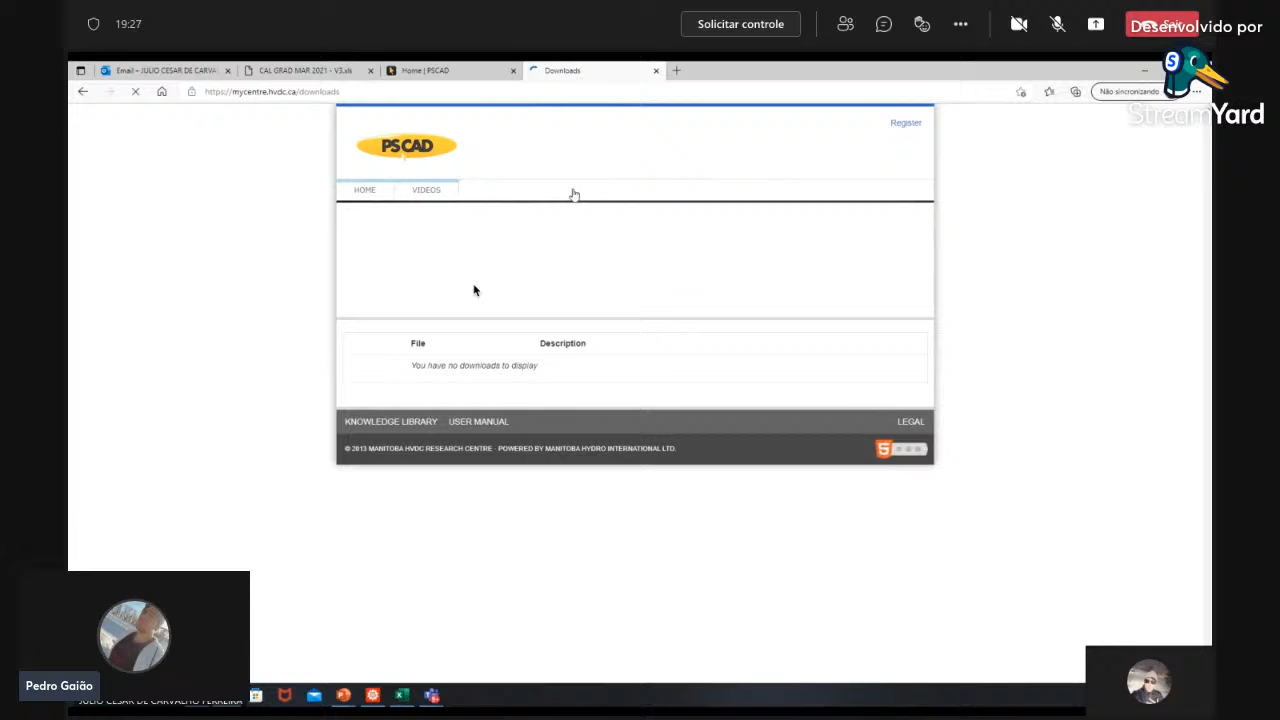 19:27
Solicitar controle
Desenvolvido por
StreamYard
Email – JULIO CESAR DE CARVA
CAL GRAD MAR 2021 - V3.xls
Home | PSCAD
Downloads
https://mycentre.hvdc.ca/downloads
Não sincronizando
Register
PSCAD
HOME
VIDEOS
File
Description
You have no downloads to display
KNOWLEDGE LIBRARY
USER MANUAL
LEGAL
© 2013 MANITOBA HVDC RESEARCH CENTRE - POWERED BY MANITOBA HYDRO INTERNATIONAL LTD.
Pedro Gaião
JULIO CESAR DE CARVALHO FERREIRA